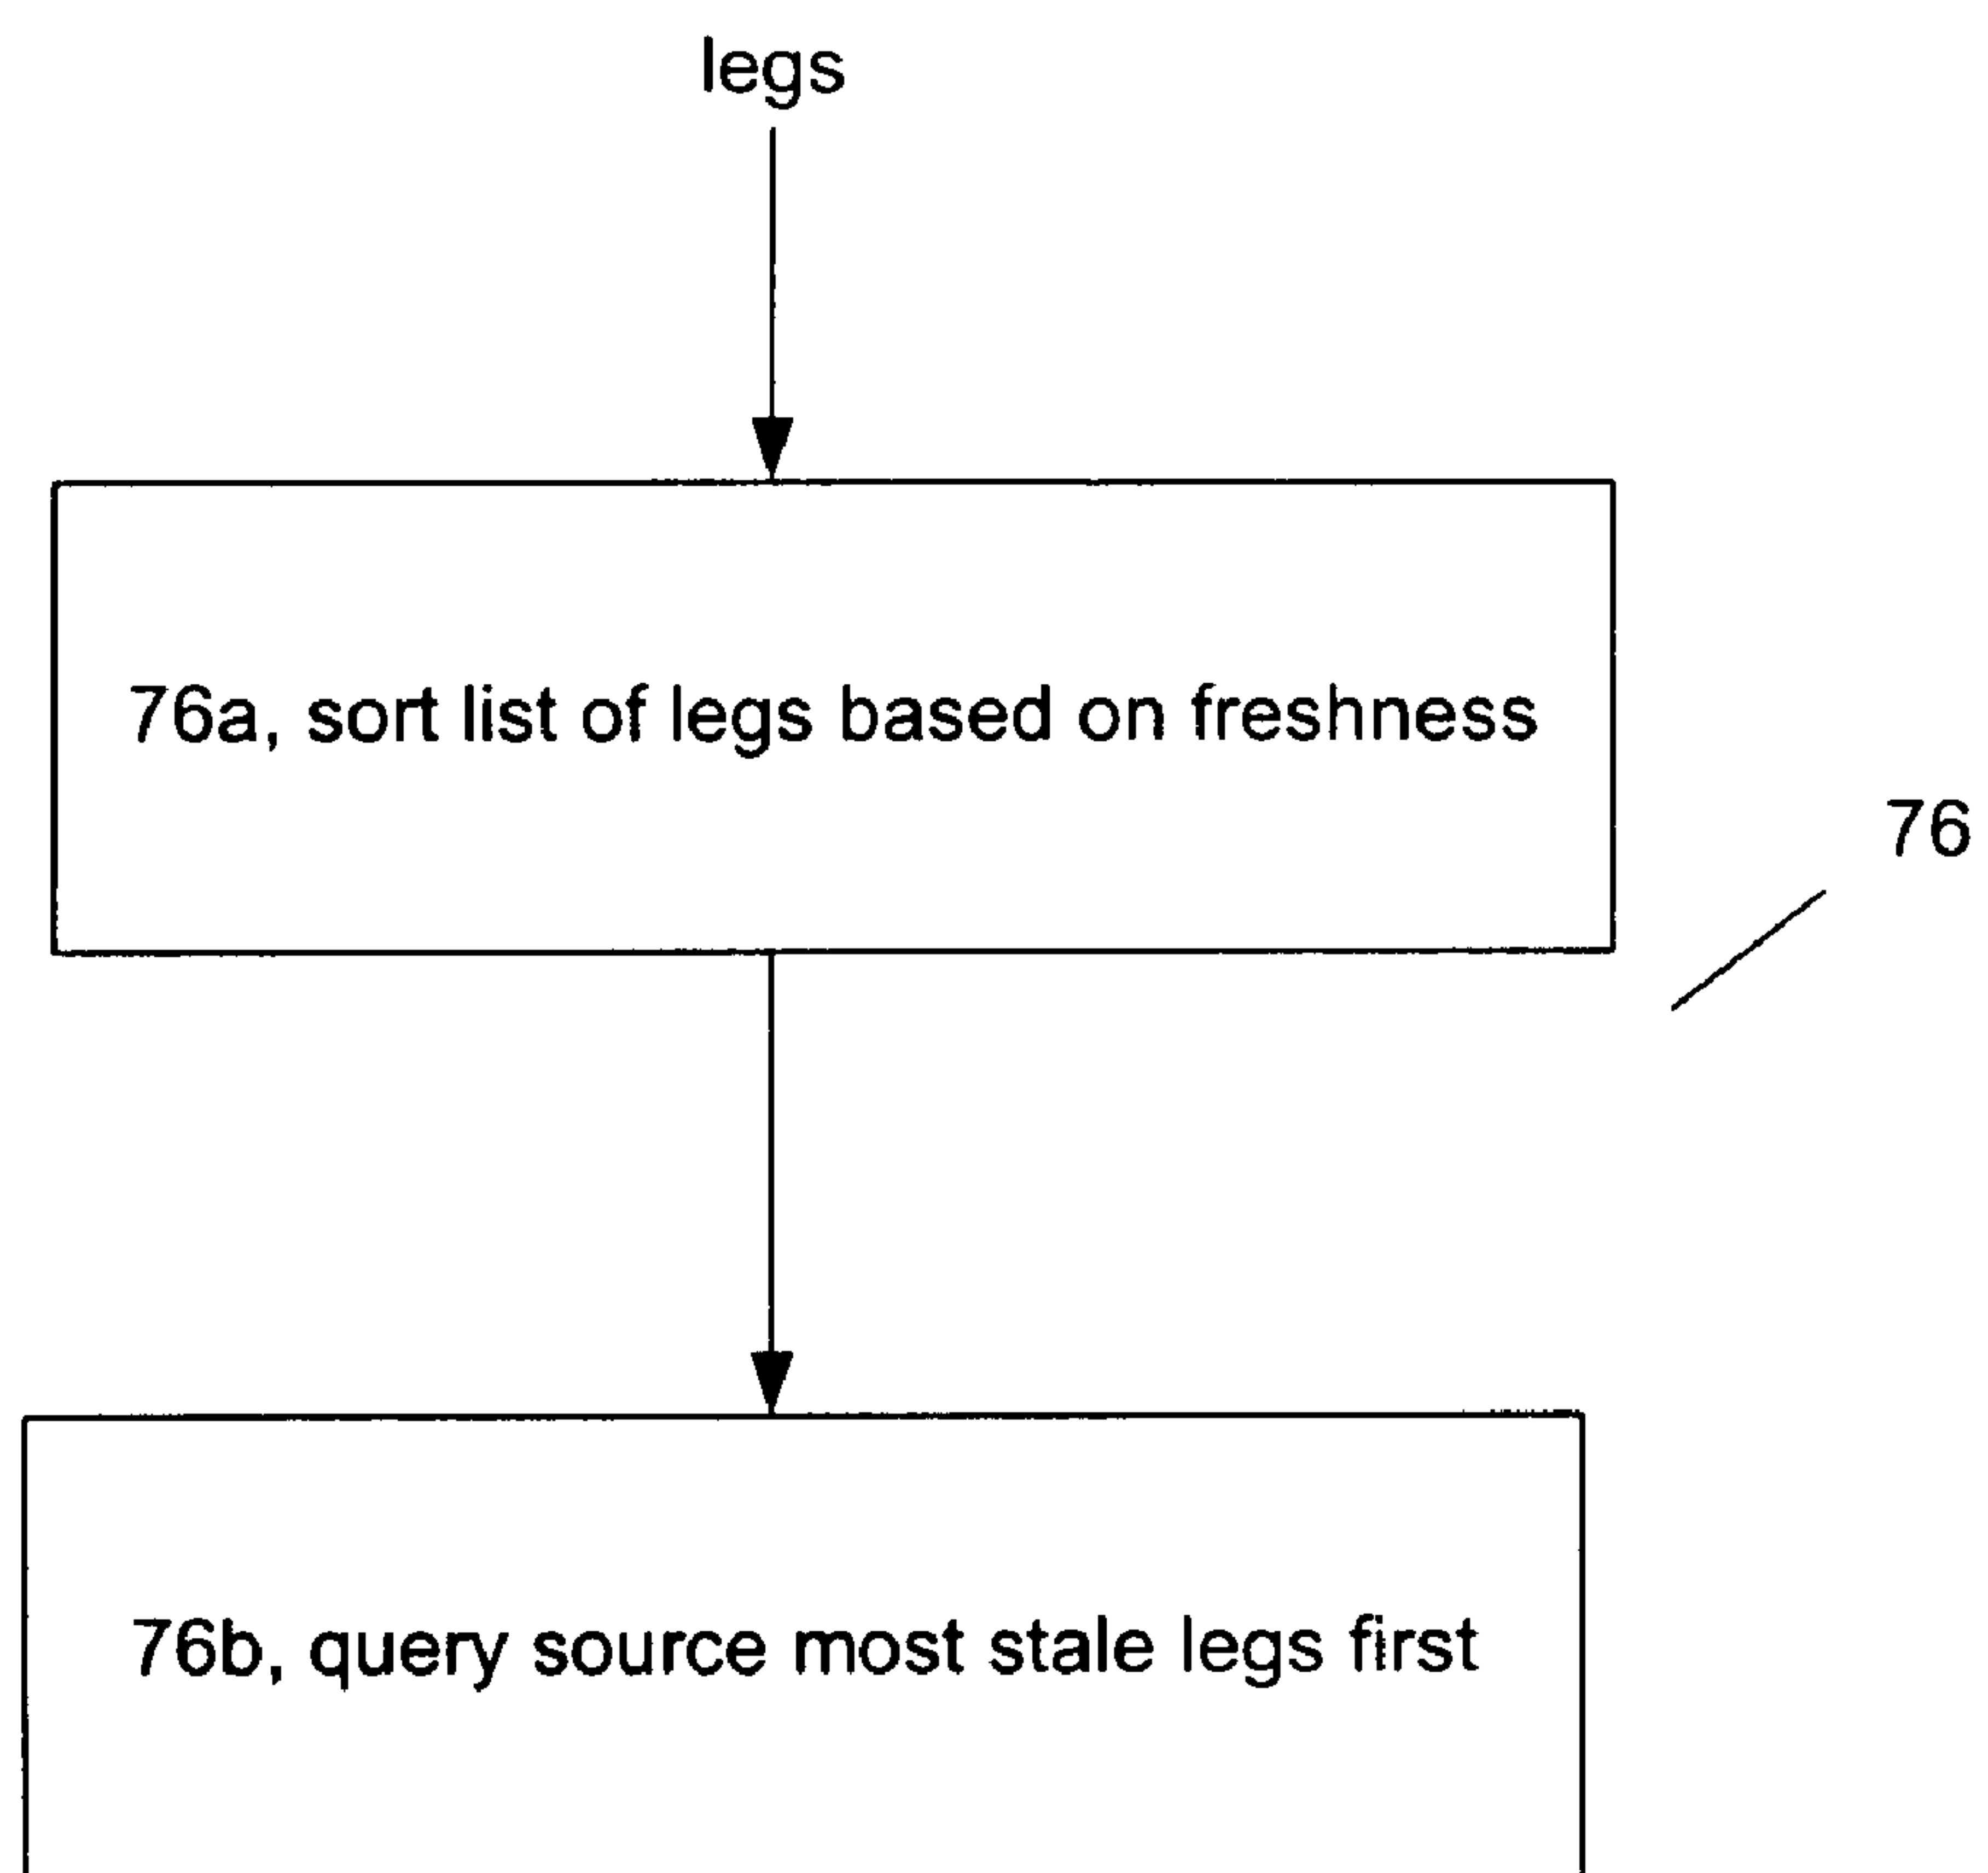 legs
76a, sort list of legs based on freshness
76
76b, query source most stale legs first